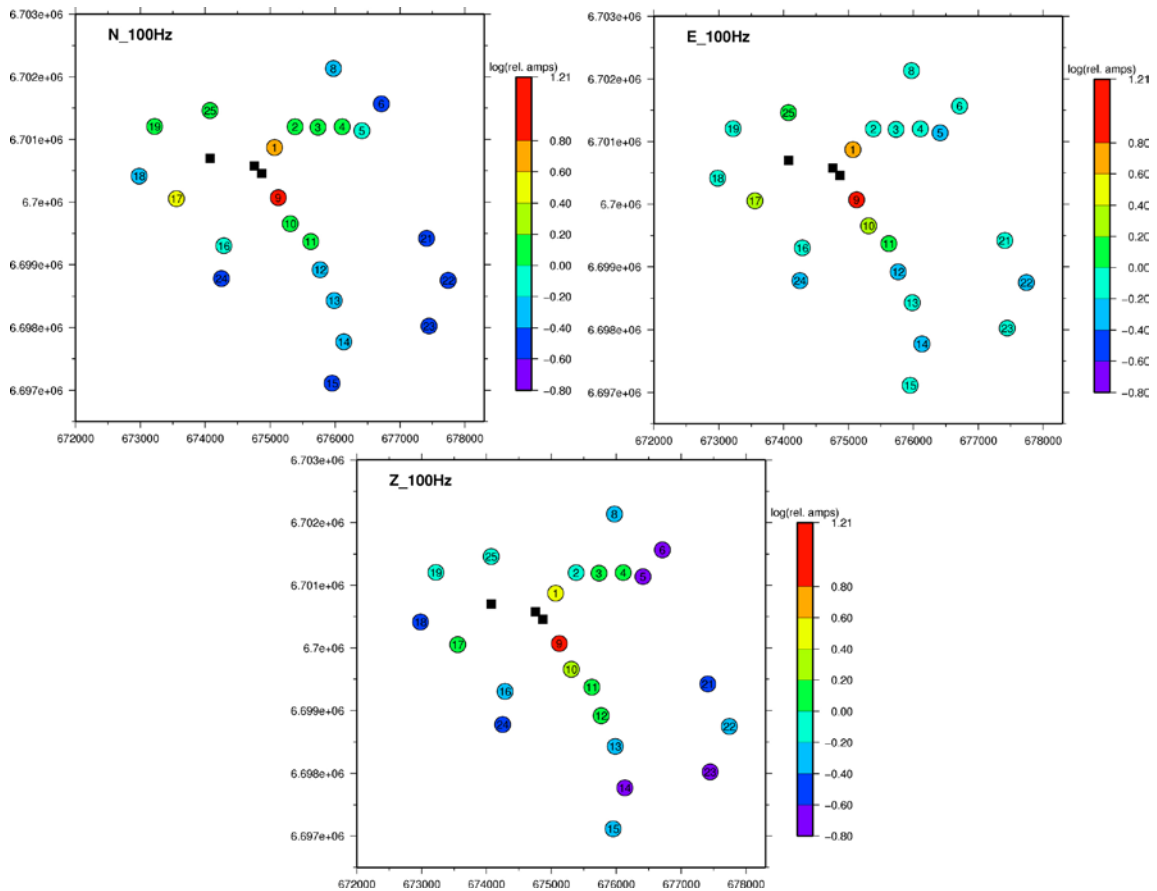 N_100Hz
log(rel. amps)
1.21
0.80
0.60
0.40
0.20
0.00
−0.20
−0.40
−0.60
−0.80
6.703e+06
6.702e+06
6.701e+06
6.7e+06
6.699e+06
6.698e+06
6.697e+06
672000 673000 674000 675000 676000 677000 678000
8
6
25
19 2 3 4 5
1
18
17 9
10
11 21
16
24 12 22
13
14 23
15
E_100Hz
log(rel. amps)
1.21
0.80
0.60
0.40
0.20
0.00
−0.20
−0.40
−0.60
−0.80
6.703e+06
6.702e+06
6.701e+06
6.7e+06
6.699e+06
6.698e+06
6.697e+06
672000 673000 674000 675000 676000 677000 678000
8
6
25
19 2 3 4 5
1
18
17 9
10
11 21
16
24 12 22
13
14 23
15
Z_100Hz
log(rel. amps)
1.21
0.80
0.60
0.40
0.20
0.00
−0.20
−0.40
−0.60
−0.80
6.703e+06
6.702e+06
6.701e+06
6.7e+06
6.699e+06
6.698e+06
6.697e+06
672000 673000 674000 675000 676000 677000 678000
8
6
25
19 2 3 4 5
1
18
17 9
10
11 21
16
24 12 22
13
14 23
15